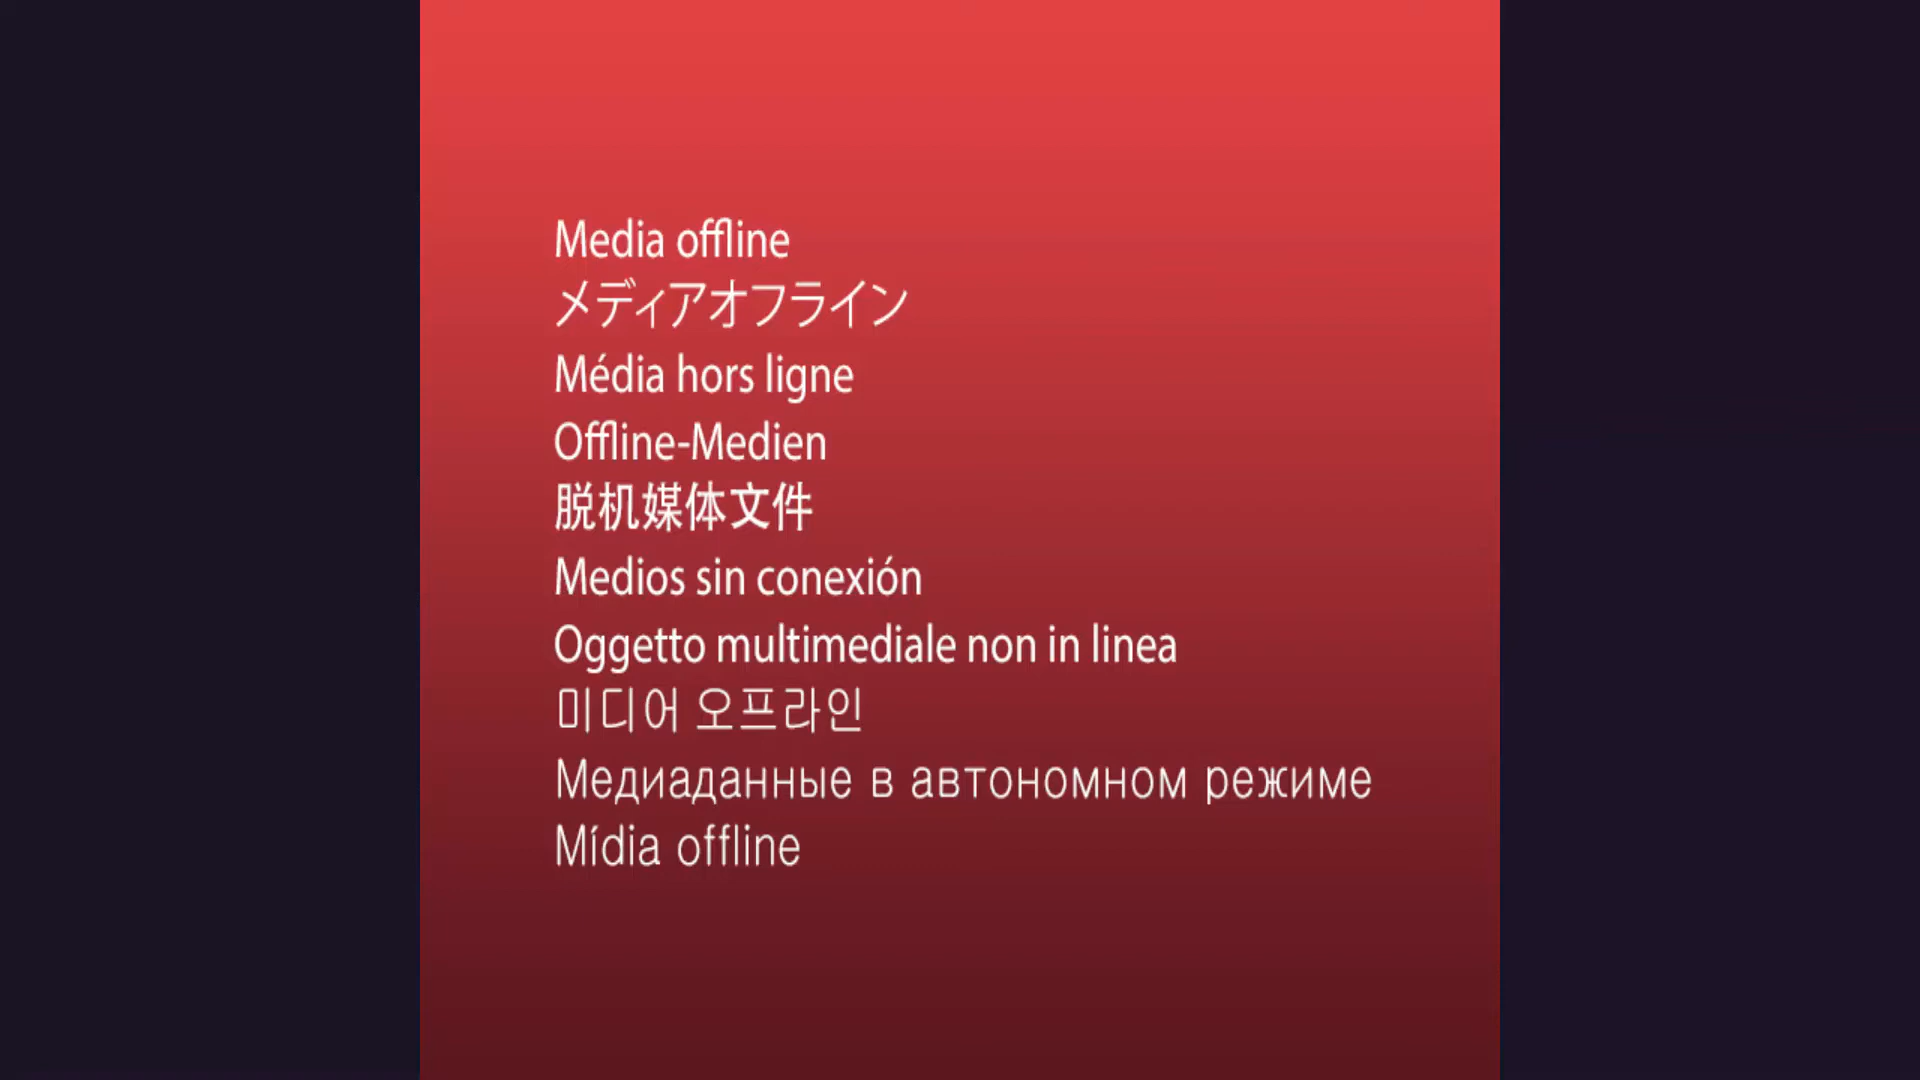 Media offline
メディアオフライン
Média hors ligne
Offline-Medien
脱机媒体文件
Medios sin conexión
Oggetto multimediale non in linea
미디어 오프라인
Медиаданные в автономном режиме
Mídia offline